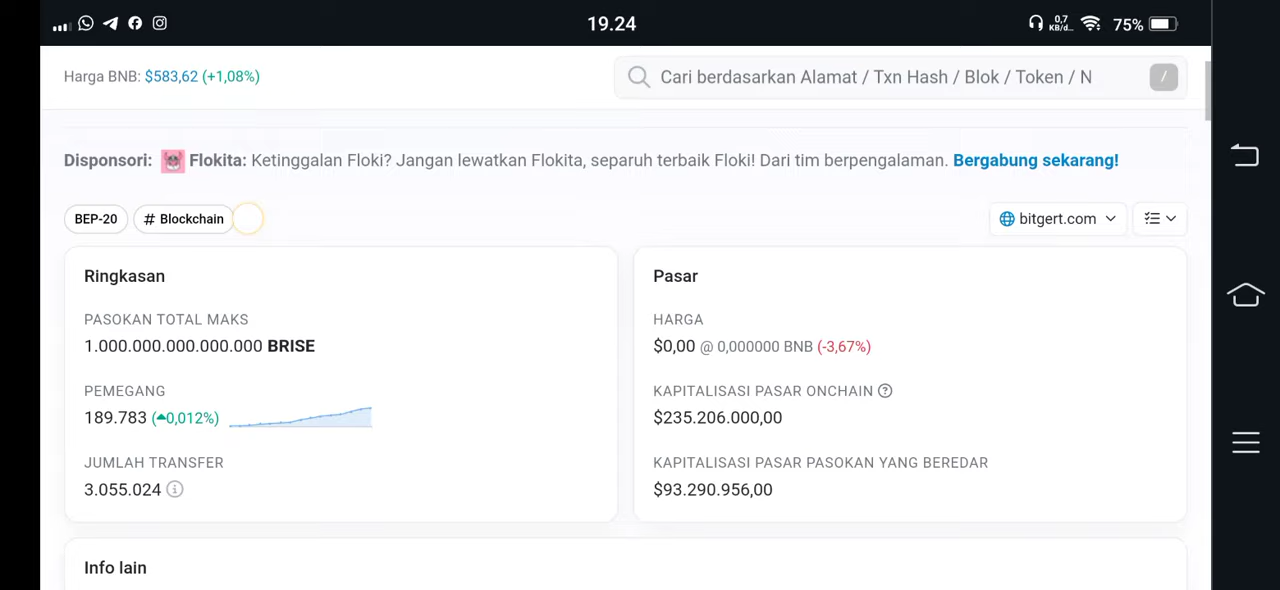 19.24
0,7
KB/d...
75%
Harga BNB: $583,62 (+1,08%)
Cari berdasarkan Alamat / Txn Hash / Blok / Token / N
/
Disponsori: Flokita: Ketinggalan Floki? Jangan lewatkan Flokita, separuh terbaik Floki! Dari tim berpengalaman. Bergabung sekarang!
BEP-20
# Blockchain
bitgert.com
Ringkasan
PASOKAN TOTAL MAKS
1.000.000.000.000.000 BRISE
PEMEGANG
189.783 (0,012%)
JUMLAH TRANSFER
3.055.024
Pasar
HARGA
$0,00 @ 0,000000 BNB (-3,67%)
KAPITALISASI PASAR ONCHAIN
$235.206.000,00
KAPITALISASI PASAR PASOKAN YANG BEREDAR
$93.290.956,00
Info lain